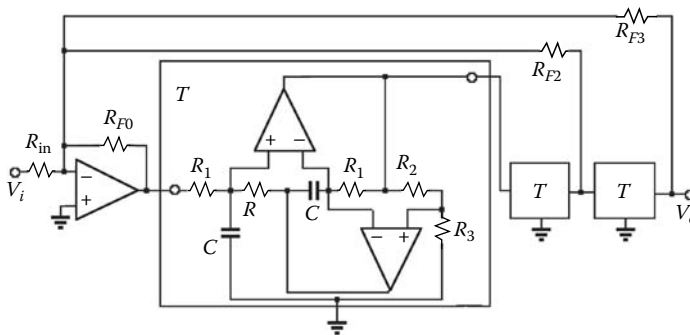 R_F3
R_F2
T
R_F0
R_in
V_i
− +
+ −
R_1 R C R_1 R_2
C
− +
R_3
T T